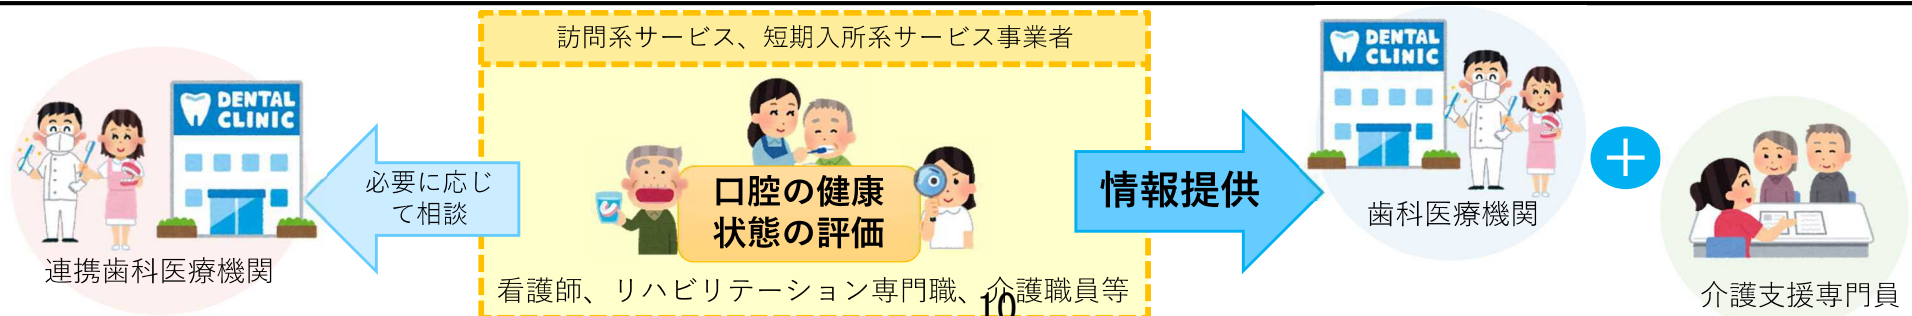 訪問系サービス、短期入所系サービス事業者
DENTAL
CLINIC
必要に応じ
て相談
連携歯科医療機関
口腔の健康
状態の評価
看護師、リハビリテーション専門職、介護職員等
10
情報提供
DENTAL
CLINIC
歯科医療機関
+
介護支援専門員